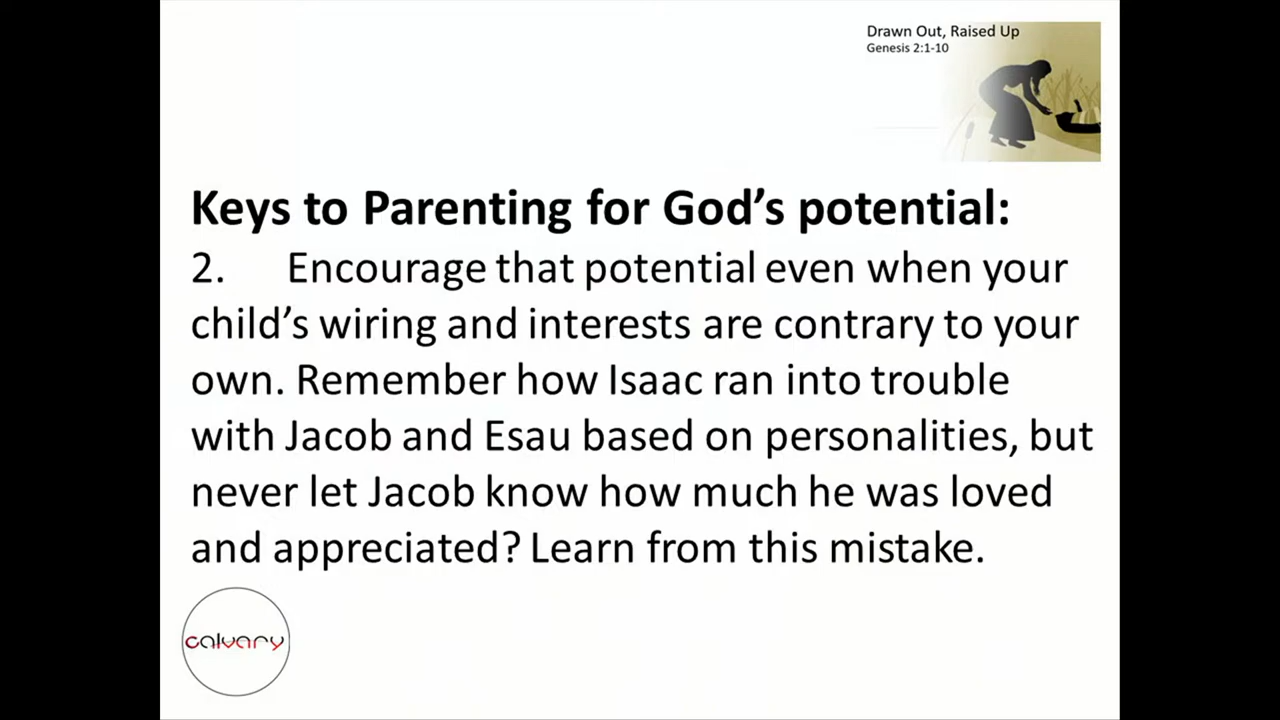 Drawn Out, Raised Up
Genesis 2:1-10
Keys to Parenting for God’s potential:
2. Encourage that potential even when your
child’s wiring and interests are contrary to your
own. Remember how Isaac ran into trouble
with Jacob and Esau based on personalities, but
never let Jacob know how much he was loved
and appreciated? Learn from this mistake.
calvary